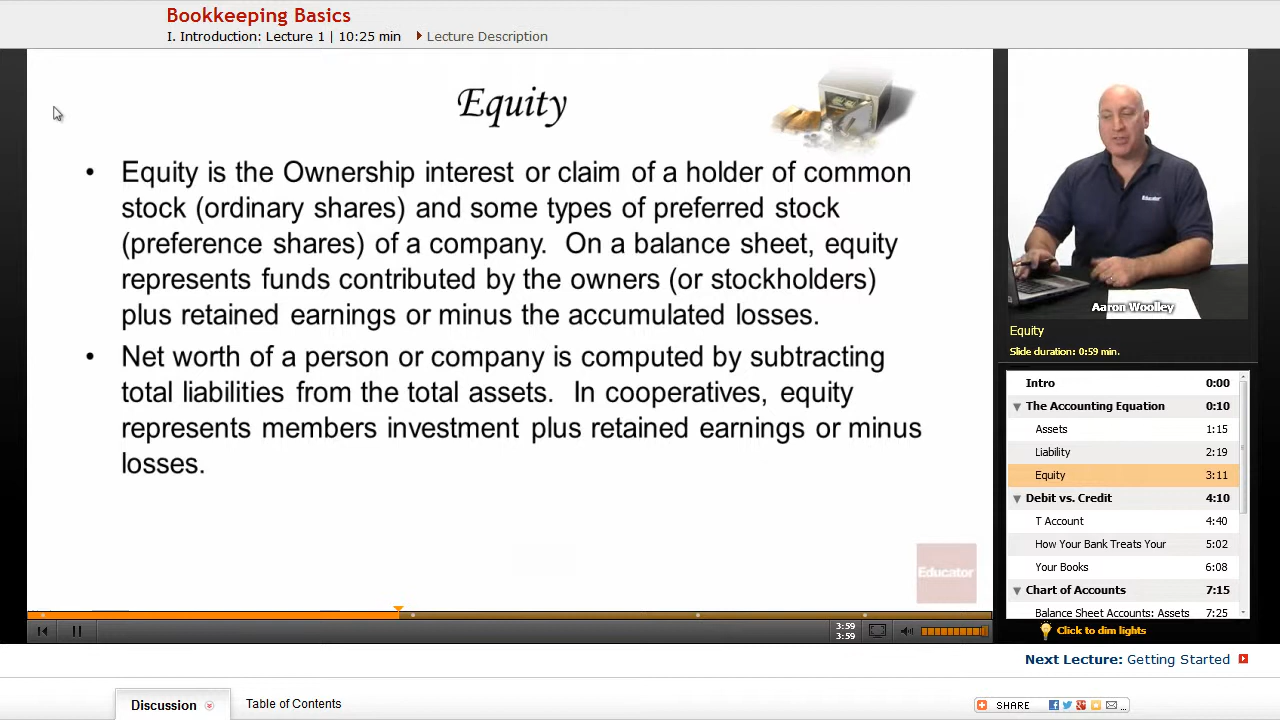 Bookkeeping Basics
I. Introduction: Lecture 1 | 10:25 min Lecture Description
Equity
• Equity is the Ownership interest or claim of a holder of common
stock (ordinary shares) and some types of preferred stock
(preference shares) of a company. On a balance sheet, equity
represents funds contributed by the owners (or stockholders)
plus retained earnings or minus the accumulated losses.
• Net worth of a person or company is computed by subtracting
total liabilities from the total assets. In cooperatives, equity
represents members investment plus retained earnings or minus
losses.
Educator
Educator
Aaron Woolley
Equity
Slide duration: 0:59 min.
Intro 0:00
The Accounting Equation 0:10
Assets 1:15
Liability 2:19
Equity 3:11
Debit vs. Credit 4:10
T Account 4:40
How Your Bank Treats Your 5:02
Your Books 6:08
Chart of Accounts 7:15
Balance Sheet Accounts: Assets 7:25
3:59
3:59
Click to dim lights
Next Lecture: Getting Started
Discussion
Table of Contents
SHARE